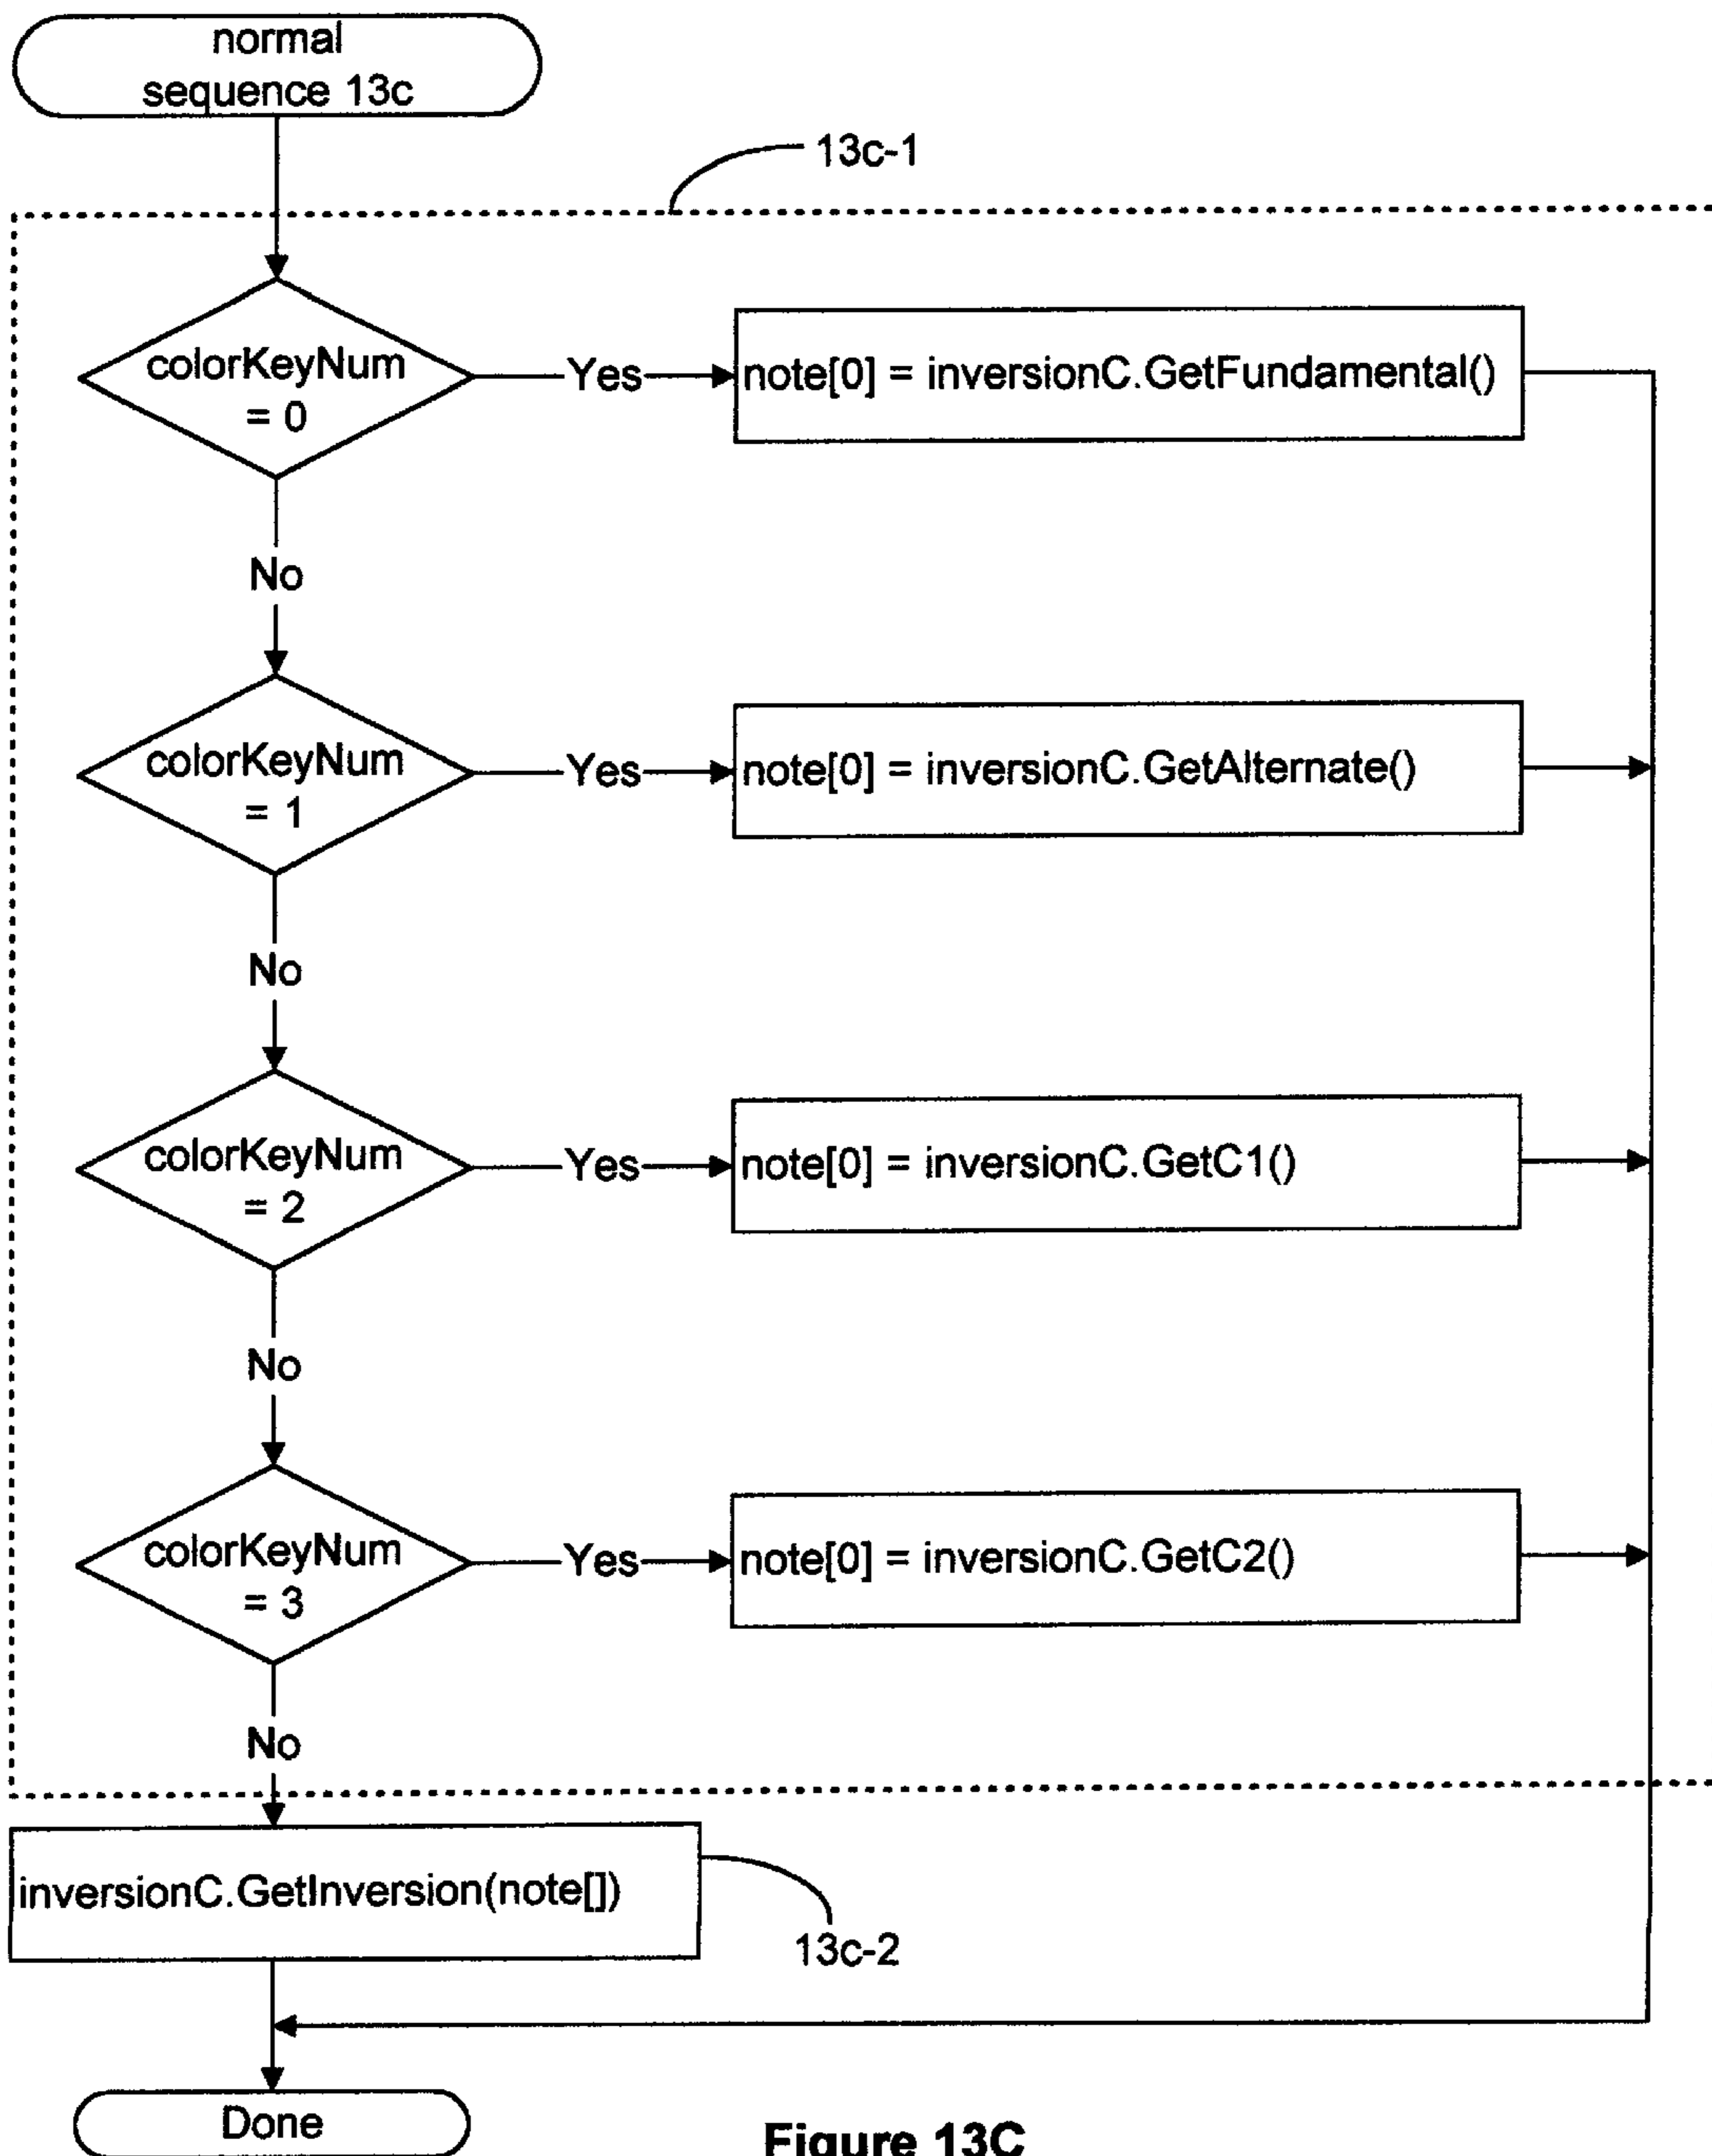 normal
sequence 13c
13c-1
colorKeyNum
= 0
Yes
note[0] = inversionC.GetFundamental()
No
colorKeyNum
= 1
Yes
note[0] = inversionC.GetAlternate()
No
colorKeyNum
= 2
Yes
note[0] = inversionC.GetC1()
No
colorKeyNum
= 3
Yes
note[0] = inversionC.GetC2()
No
inversionC.GetInversion(note[])
13c-2
Done
Figure 13C